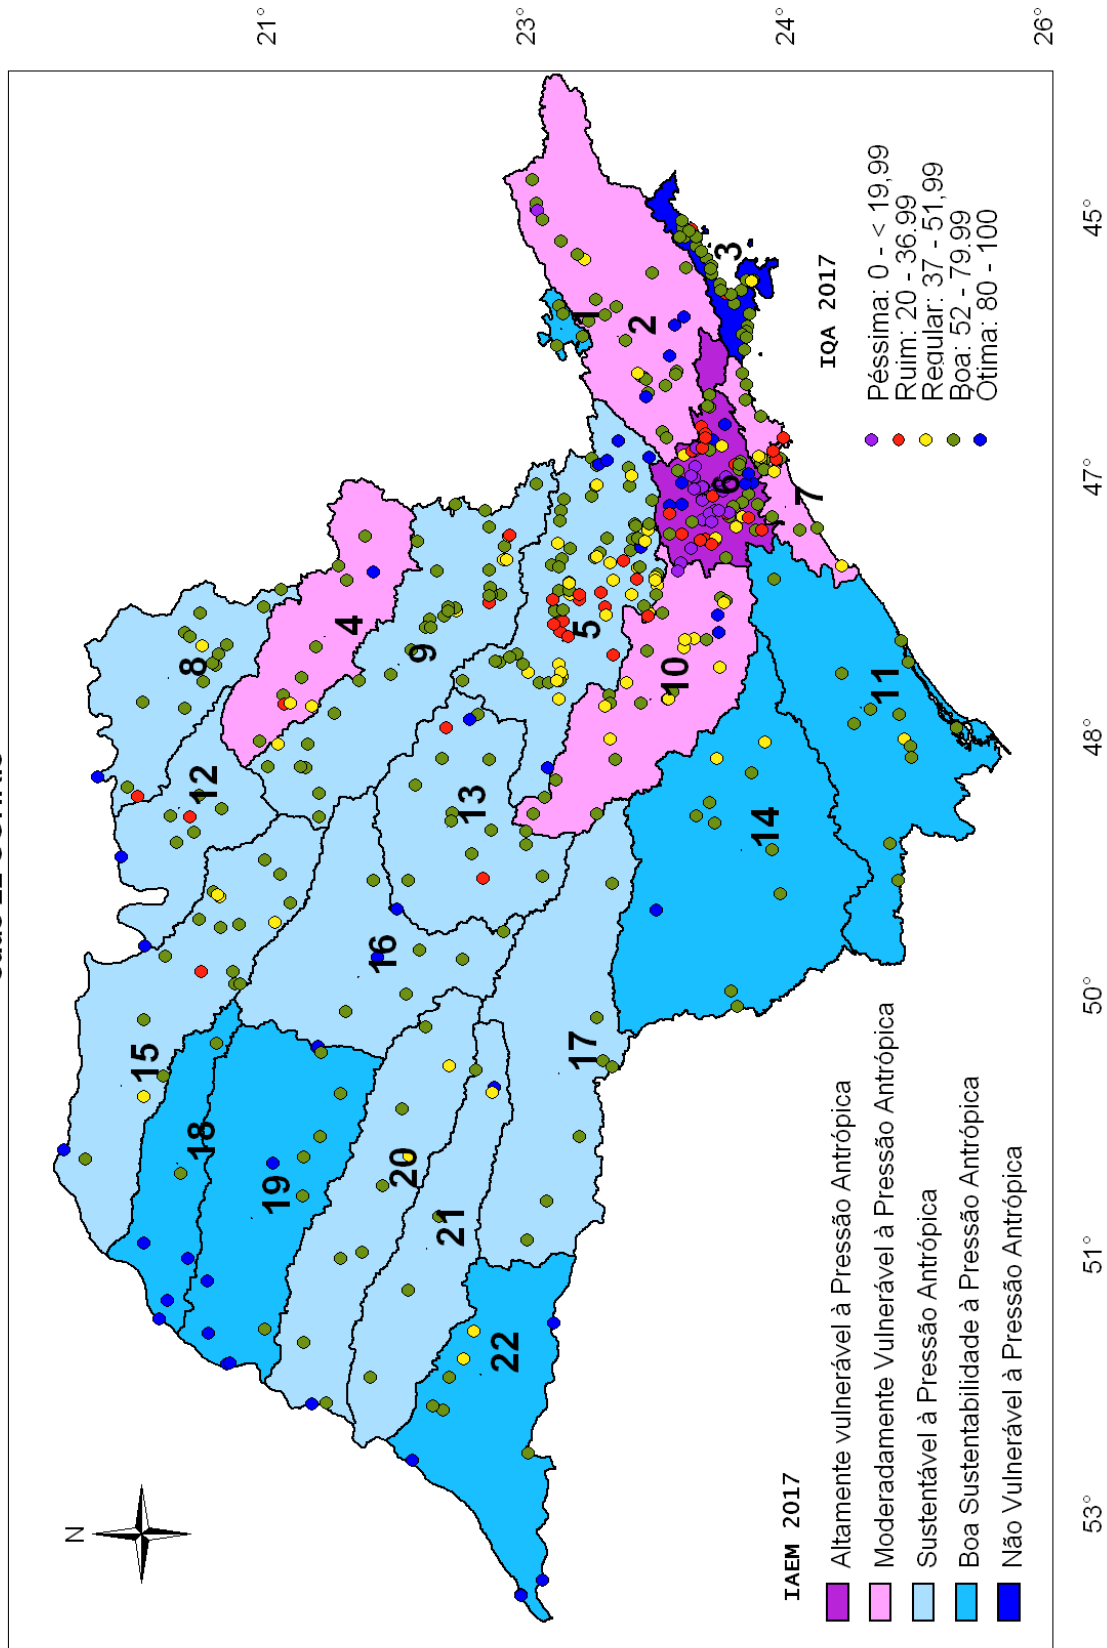 N
21°
23°
24°
26°
53°
51°
50°
48°
47°
45°
1
2
3
4
5
6
7
8
9
10
11
12
13
14
15
16
17
18
19
20
21
22
IAEM 2017
Altamente vulnerável à Pressão Antrópica
Moderadamente Vulnerável à Pressão Antrópica
Sustentável à Pressão Antrópica
Boa Sustentabilidade à Pressão Antrópica
Não Vulnerável à Pressão Antrópica
IQA 2017
Péssima: 0 - < 19,99
Ruim: 20 - 36.99
Regular: 37 - 51,99
Boa: 52 - 79.99
Otima: 80 - 100